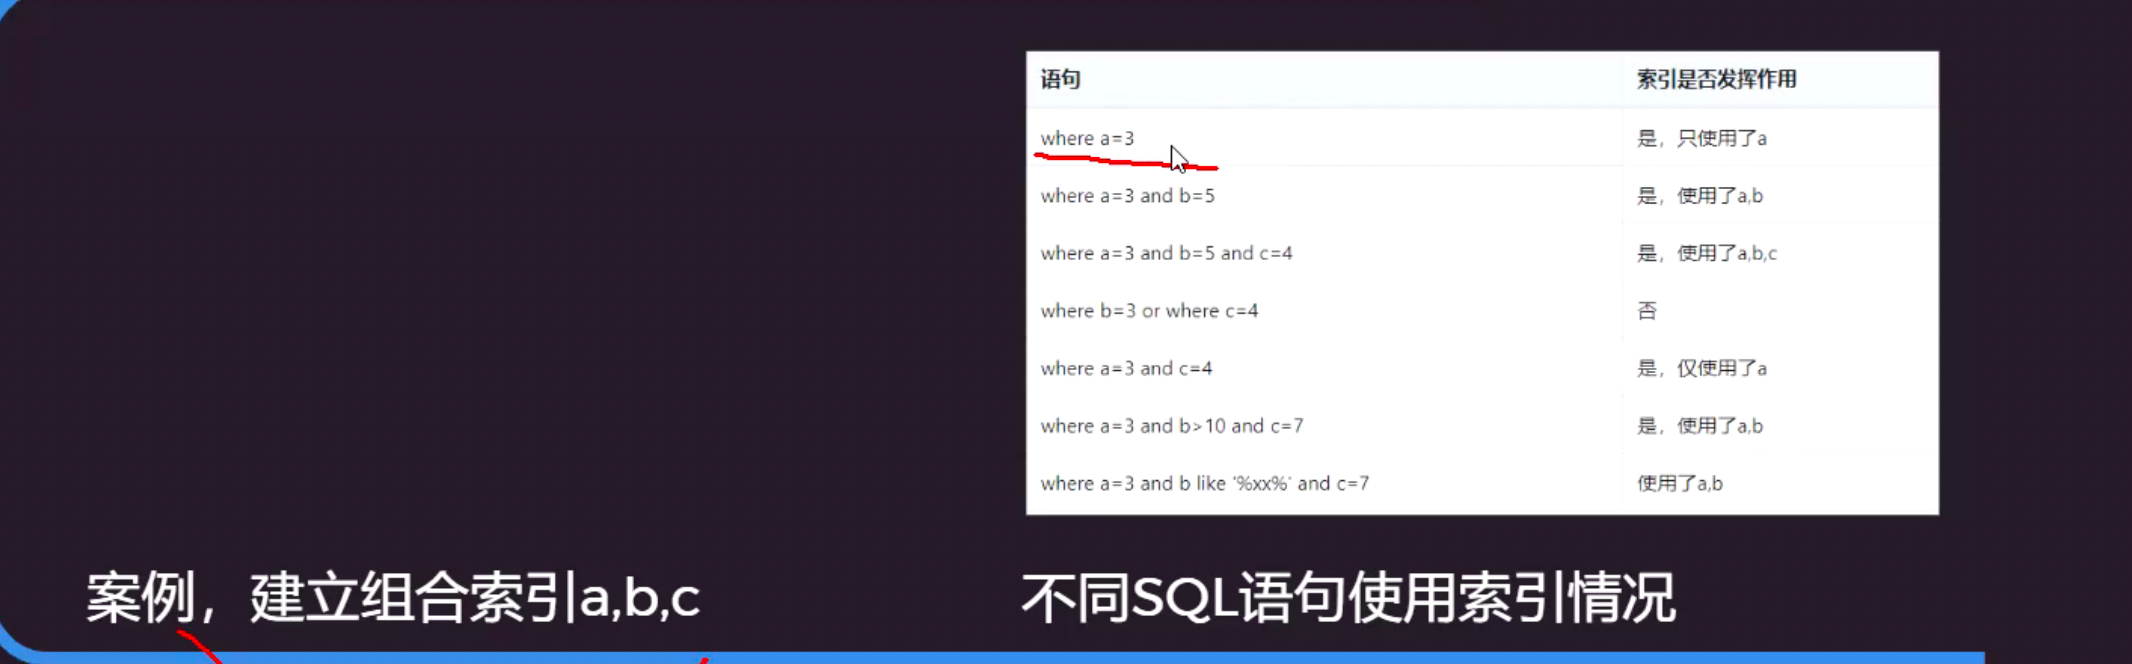 语句 索引是否发挥作用
where a=3 是，只使用了a
where a=3 and b=5 是，使用了a,b
where a=3 and b=5 and c=4 是，使用了a,b,c
where b=3 or where c=4 否
where a=3 and c=4 是，仅使用了a
where a=3 and b>10 and c=7 是，使用了a,b
where a=3 and b like '%xx%' and c=7 使用了a,b
案例，建立组合索引a,b,c 不同SQL语句使用索引情况